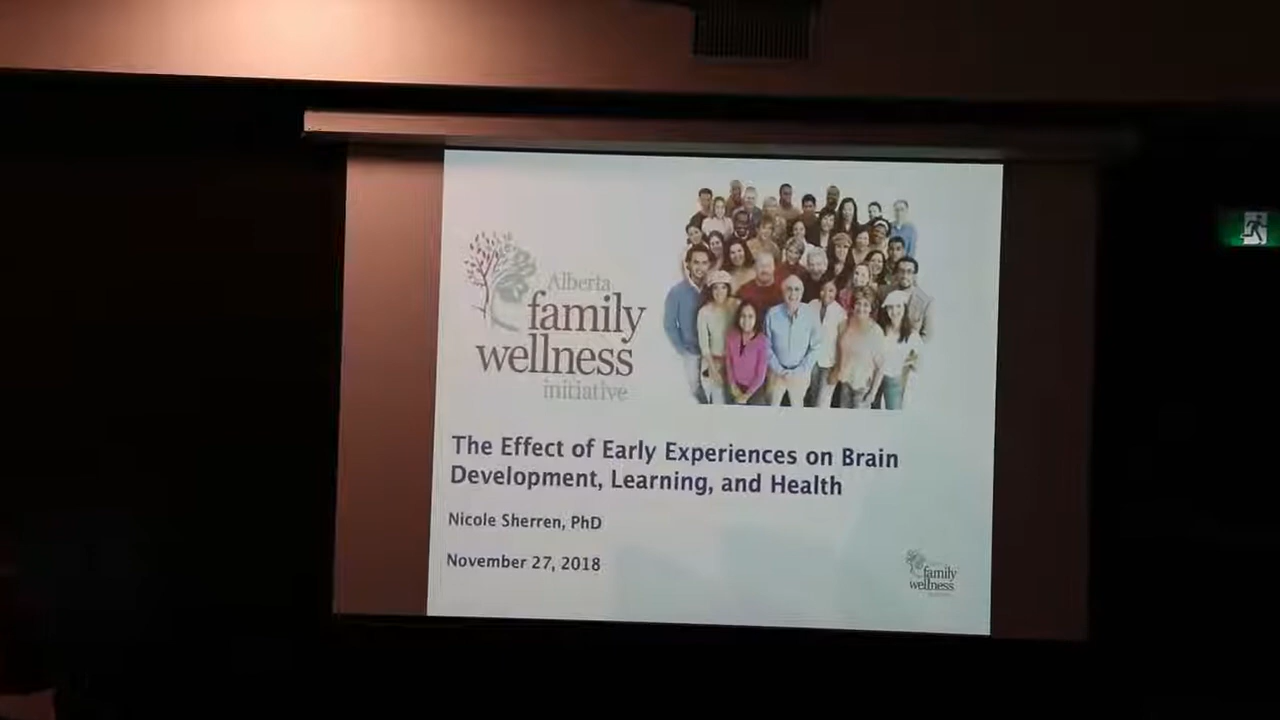 Alberta
family
wellness
initiative
The Effect of Early Experiences on Brain
Development, Learning, and Health
Nicole Sherren, PhD
November 27, 2018
family
wellness